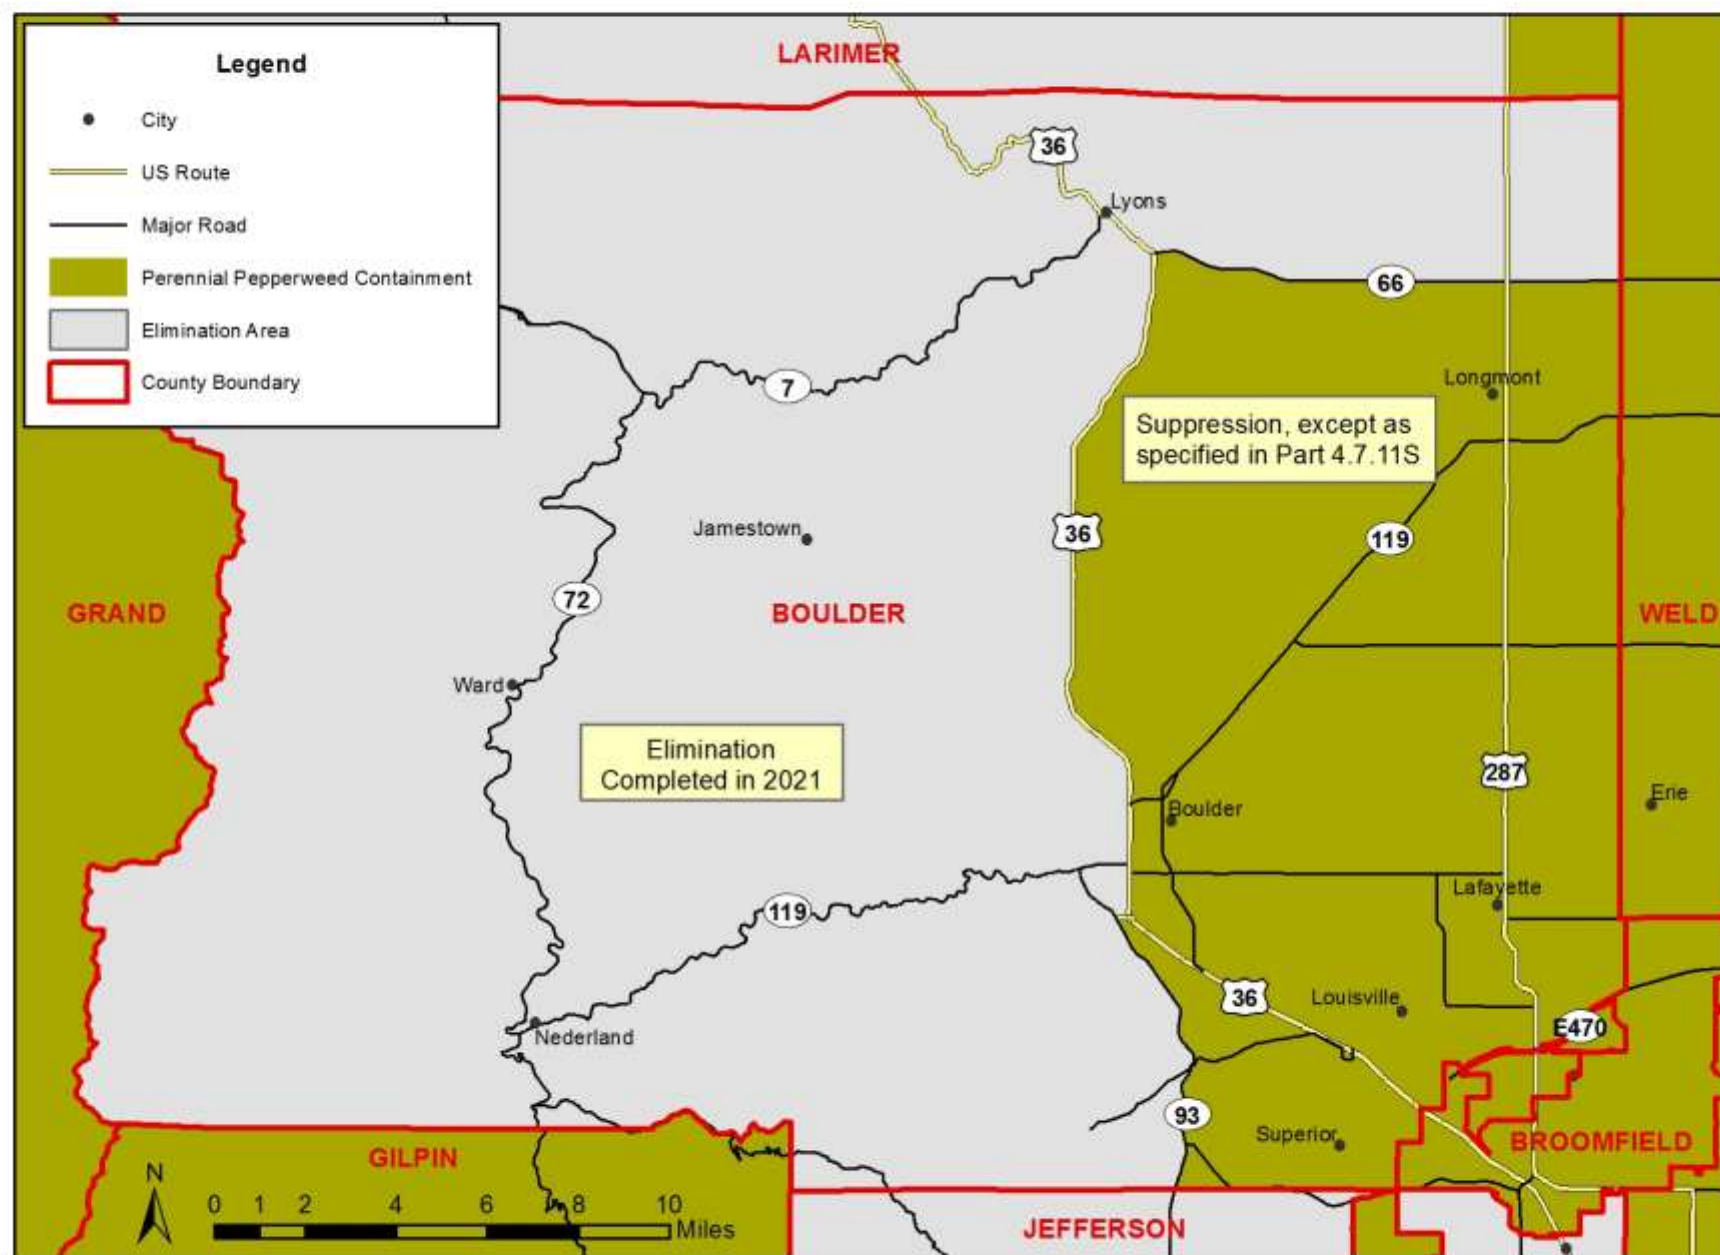 Legend
City
US Route
Major Road
Perennial Pepperweed Containment
Elimination Area
County Boundary
LARIMER
36
Lyons
66
7
Longmont
Suppression, except as
specified in Part 4.7.11S
Jamestown
36
119
72
GRAND
BOULDER
WELD
Ward
Elimination
Completed in 2021
287
Erie
Boulder
Lafayette
119
36
Louisville
E470
Nederland
93
Superior
BROOMFIELD
GILPIN
N
0 1 2 4 6 8 10
Miles
JEFFERSON